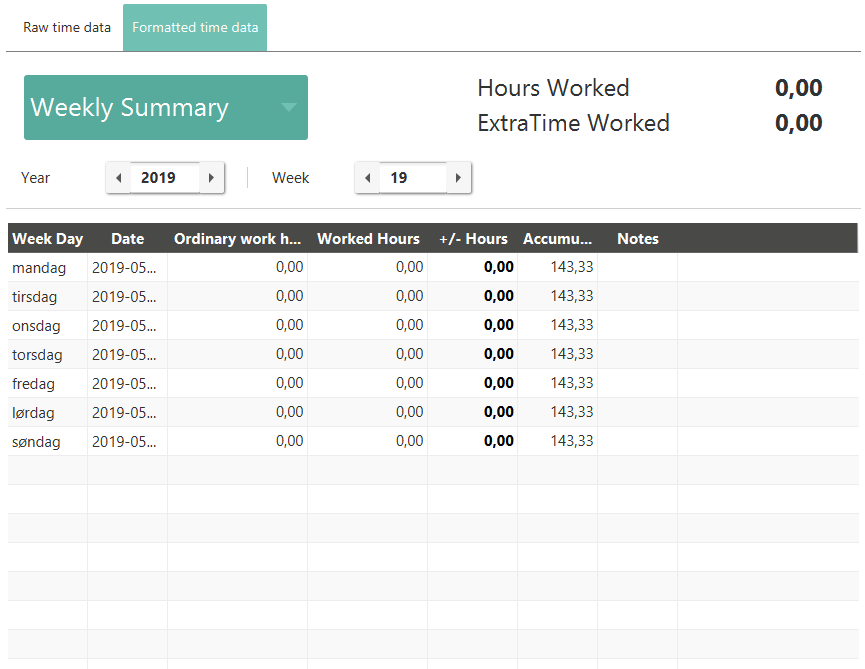 Raw time data Formatted time data
Weekly Summary
Hours Worked 0,00
ExtraTime Worked 0,00
Year 2019 Week 19
Week Day Date Ordinary work h... Worked Hours +/- Hours Accumu... Notes
mandag 2019-05... 0,00 0,00 0,00 143,33
tirsdag 2019-05... 0,00 0,00 0,00 143,33
onsdag 2019-05... 0,00 0,00 0,00 143,33
torsdag 2019-05... 0,00 0,00 0,00 143,33
fredag 2019-05... 0,00 0,00 0,00 143,33
lørdag 2019-05... 0,00 0,00 0,00 143,33
søndag 2019-05... 0,00 0,00 0,00 143,33